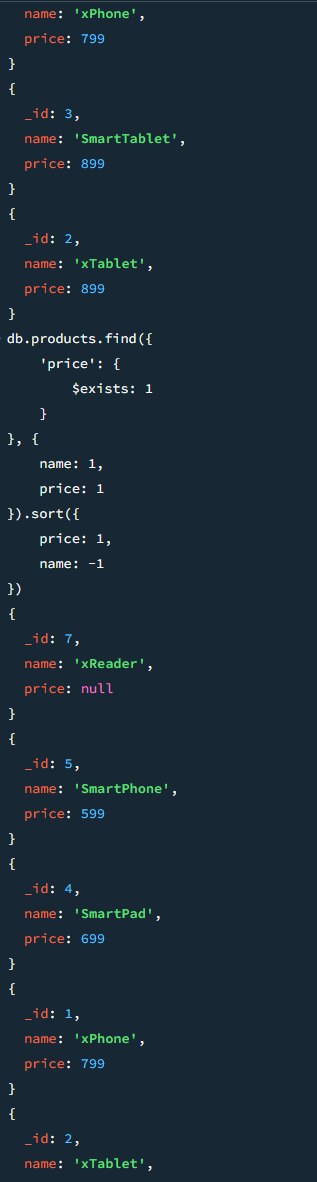 name: 'xPhone',
price: 799
}
{
_id: 3,
name: 'SmartTablet',
price: 899
}
{
_id: 2,
name: 'xTablet',
price: 899
}
db.products.find({
'price': {
$exists: 1
}
}, {
name: 1,
price: 1
}).sort({
price: 1,
name: -1
})
{
_id: 7,
name: 'xReader',
price: null
}
{
_id: 5,
name: 'SmartPhone',
price: 599
}
{
_id: 4,
name: 'SmartPad',
price: 699
}
{
_id: 1,
name: 'xPhone',
price: 799
}
{
_id: 2,
name: 'xTablet',